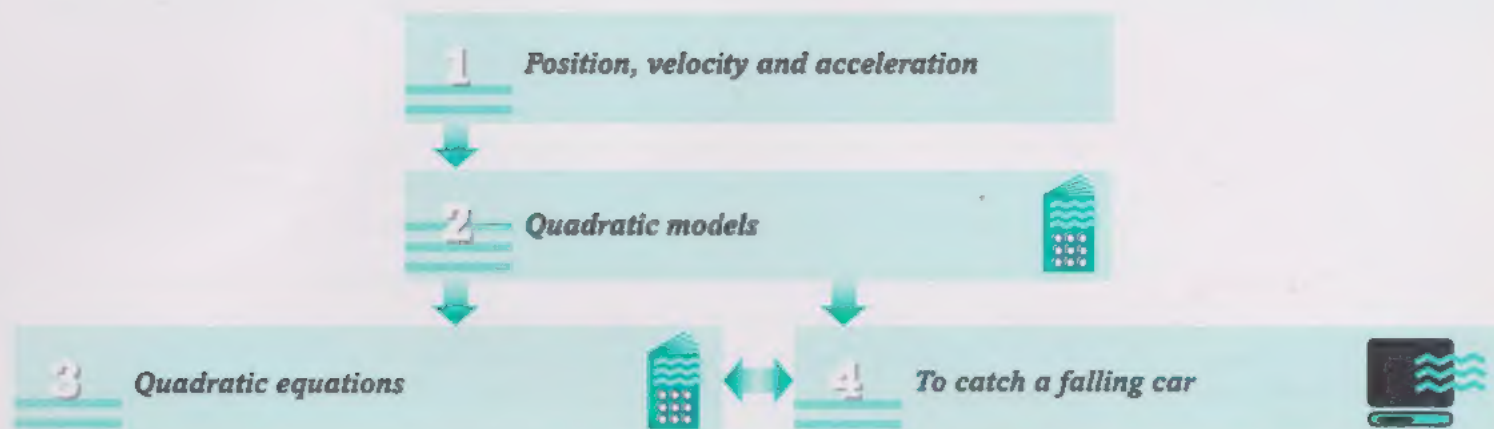 1 Position, velocity and acceleration
2 Quadratic models
3 Quadratic equations
4 To catch a falling car